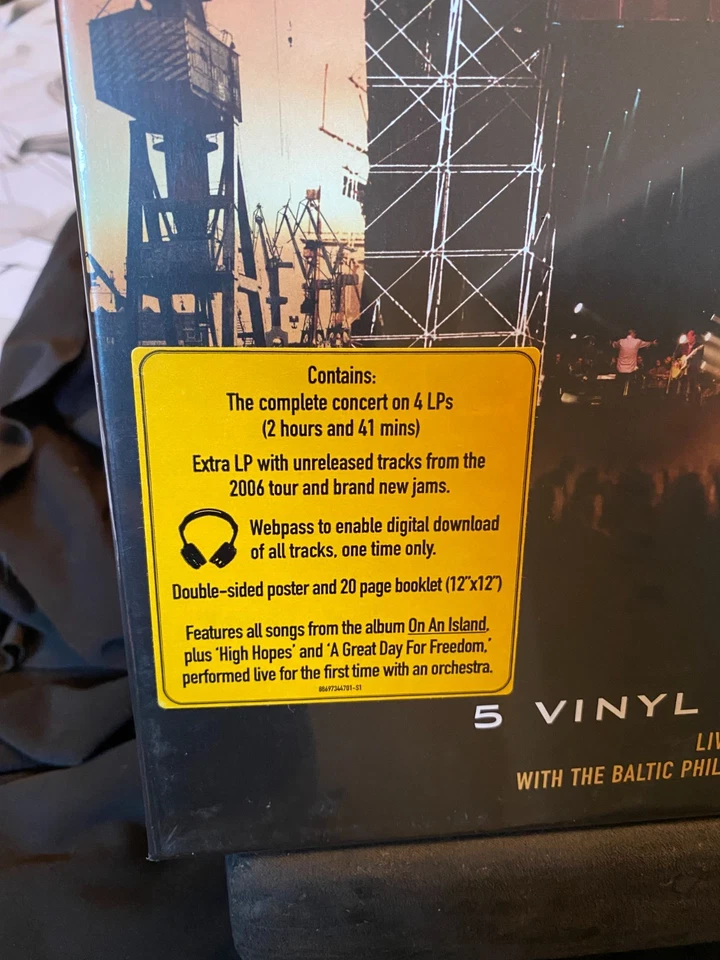 Contains:
The complete concert on 4 LPs
(2 hours and 41 mins)
Extra LP with unreleased tracks from the
2006 tour and brand new jams.
Webpass to enable digital download
of all tracks, one time only.
Double-sided poster and 20 page booklet (12"x12")
Features all songs from the album On An Island,
plus 'High Hopes' and 'A Great Day For Freedom,'
performed live for the first time with an orchestra.
88697344701-S1
5 VINYL
LIV
WITH THE BALTIC PHIL